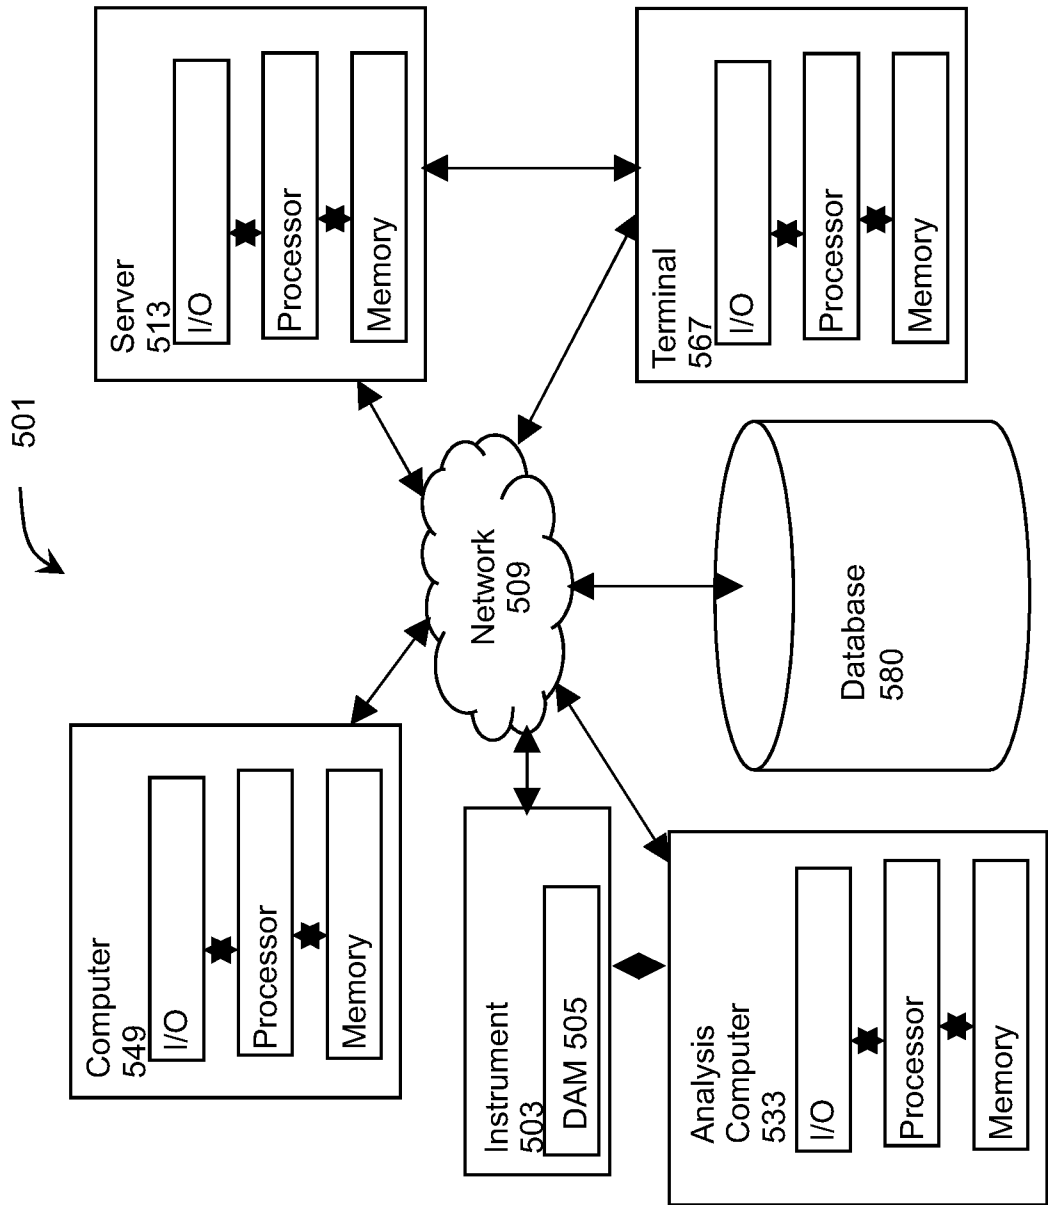 501
Computer
549
I/O
Processor
Memory
Server
513
I/O
Processor
Memory
Network
509
Instrument
503
DAM 505
Analysis
Computer
533
I/O
Processor
Memory
Database
580
Terminal
567
I/O
Processor
Memory